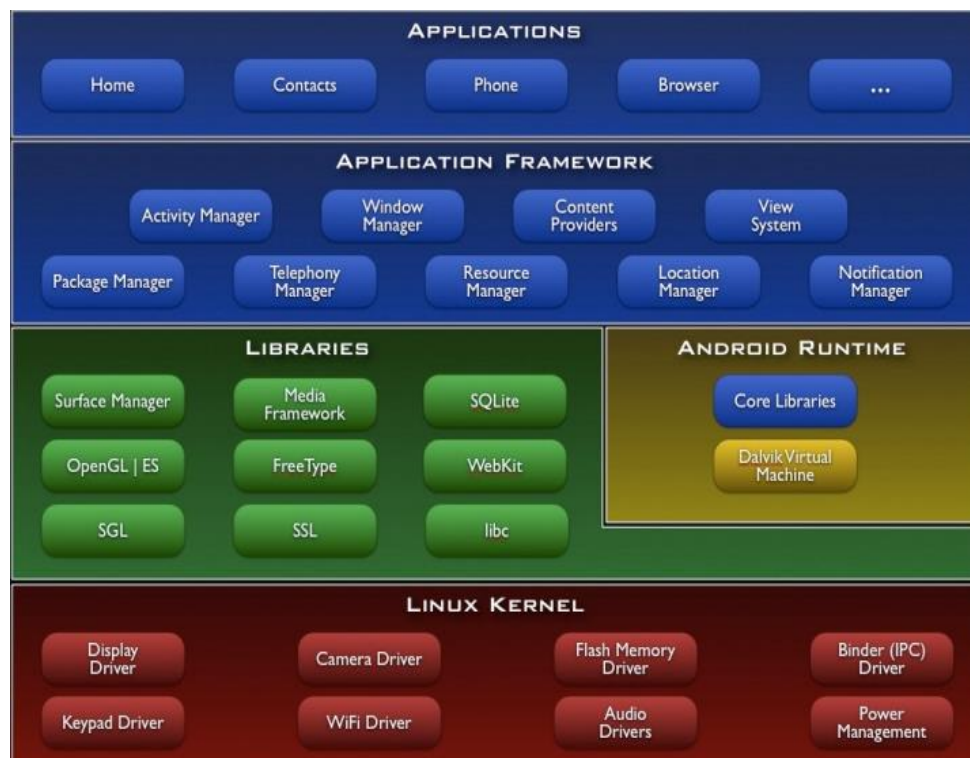 APPLICATIONS
Home
Contacts
Phone
Browser
...
APPLICATION FRAMEWORK
Activity Manager
Window
Manager
Content
Providers
View
System
Package Manager
Telephony
Manager
Resource
Manager
Location
Manager
Notification
Manager
LIBRARIES
Surface Manager
Media
Framework
SQLite
OpenGL | ES
FreeType
WebKit
SGL
SSL
libc
ANDROID RUNTIME
Core Libraries
Dalvik Virtual
Machine
LINUX KERNEL
Display
Driver
Camera Driver
Flash Memory
Driver
Binder (IPC)
Driver
Keypad Driver
WiFi Driver
Audio
Drivers
Power
Management